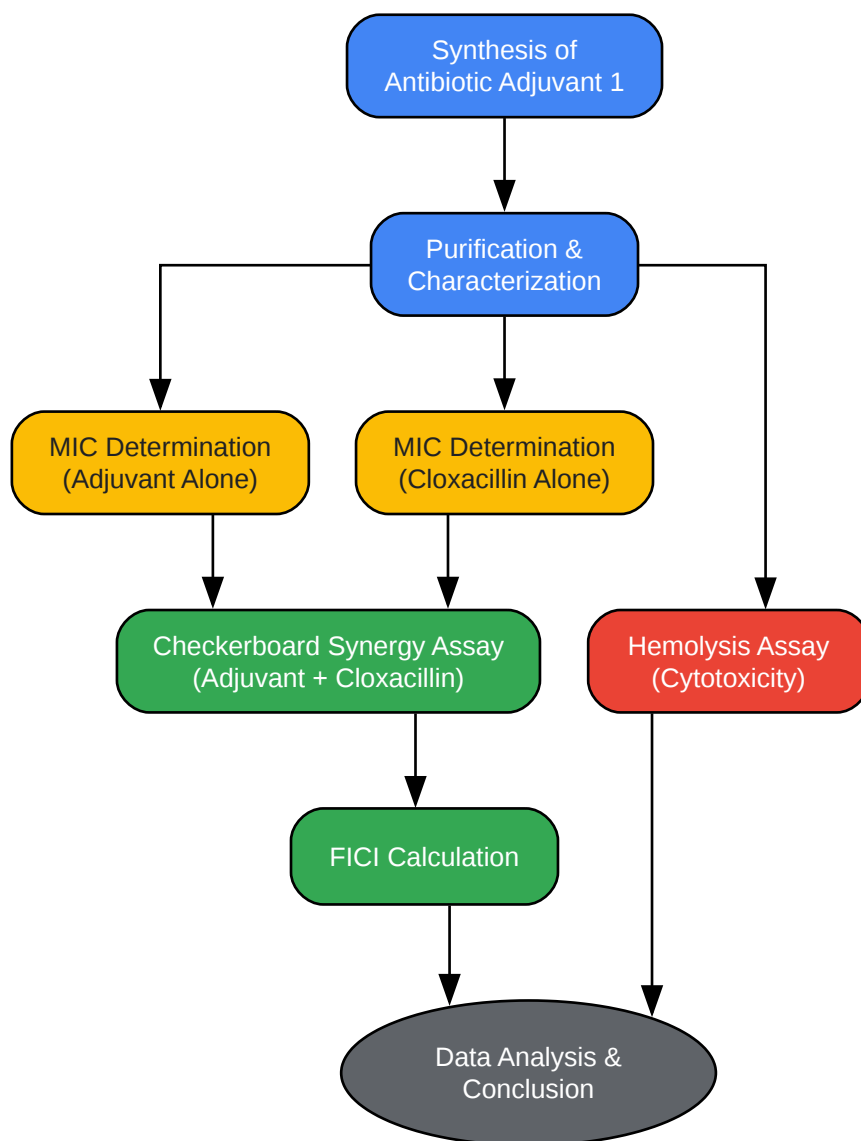 Synthesis of
Antibiotic Adjuvant 1
Purification &
Characterization
MIC Determination
(Adjuvant Alone)
MIC Determination
(Cloxacillin Alone)
Checkerboard Synergy Assay
(Adjuvant + Cloxacillin)
Hemolysis Assay
(Cytotoxicity)
FICI Calculation
Data Analysis &
Conclusion